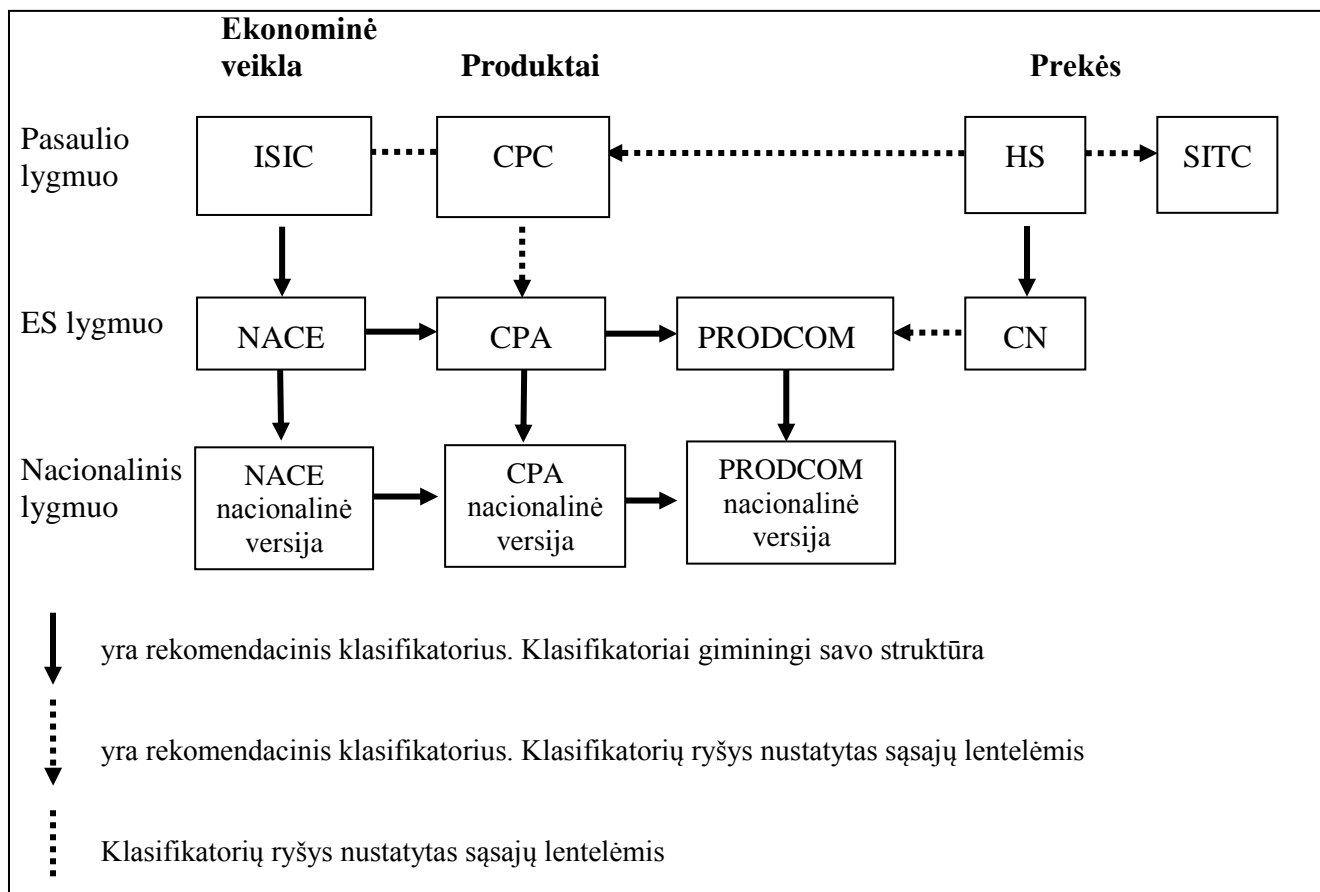 Ekonominė
veikla
Produktai
Prekės
Pasaulio
lygmuo
ISIC
CPC
HS
SITC
ES lygmuo
NACE
CPA
PRODCOM
CN
Nacionalinis
lygmuo
NACE
nacionalinė
versija
CPA
nacionalinė
versija
PRODCOM
nacionalinė
versija
yra rekomendacinis klasifikatorius. Klasifikatoriai giminingi savo struktūra
yra rekomendacinis klasifikatorius. Klasifikatorių ryšys nustatytas sąsajų lentelėmis
Klasifikatorių ryšys nustatytas sąsajų lentelėmis